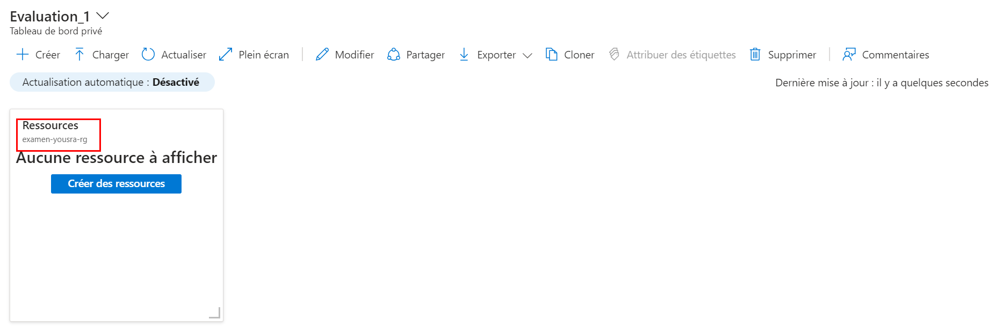 Evaluation_1
Tableau de bord privé
Créer Charger Actualiser Plein écran Modifier Partager Exporter Cloner Attribuer des étiquettes Supprimer Commentaires
Actualisation automatique : Désactivé
Dernière mise à jour : il y a quelques secondes
Ressources
examen-yousra-rg
Aucune ressource à afficher
Créer des ressources